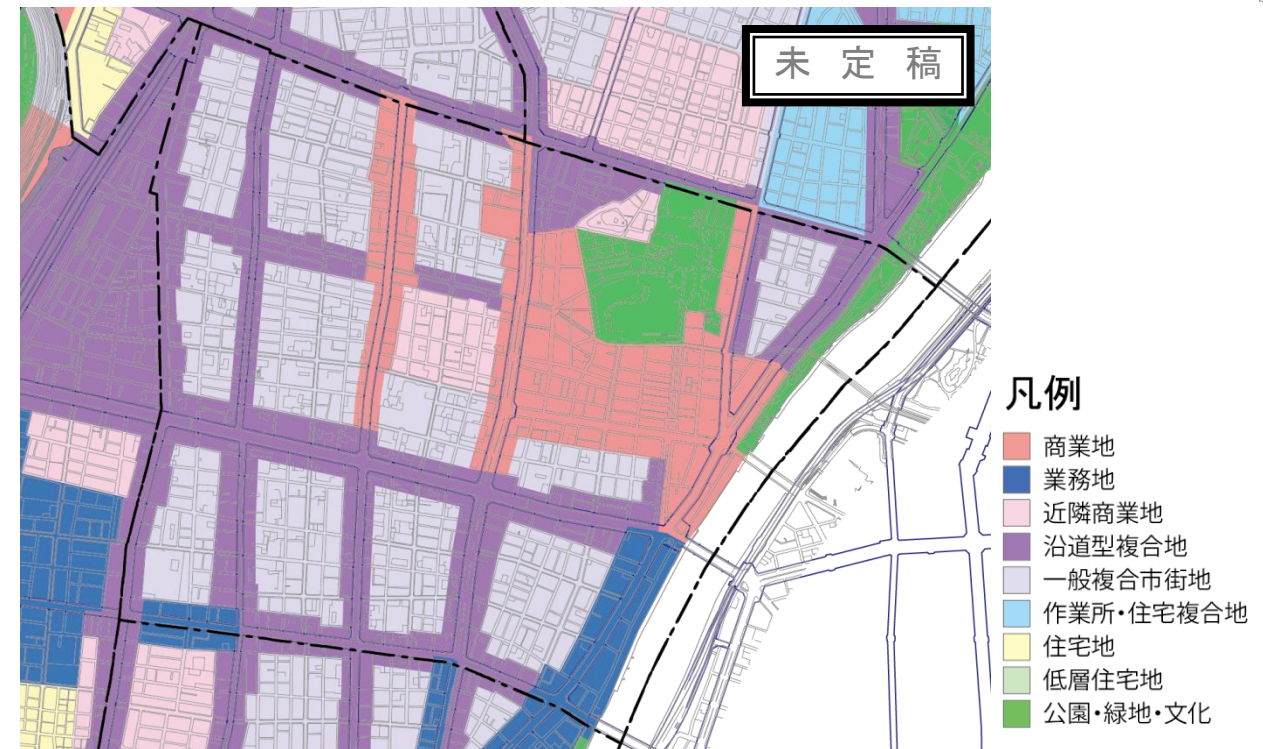 未定稿
凡例
商業地
業務地
近隣商業地
沿道型複合地
一般複合市街地
作業所・住宅複合地
住宅地
低層住宅地
公園・緑地・文化